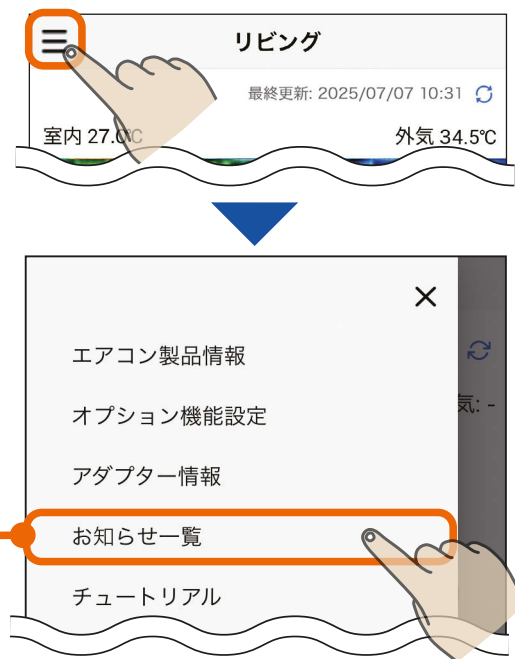 リビング
最終更新: 2025/07/07 10:31
室内 27.0℃ 外気 34.5℃
エアコン製品情報
気: -
オプション機能設定
アダプター情報
お知らせ一覧
チュートリアル